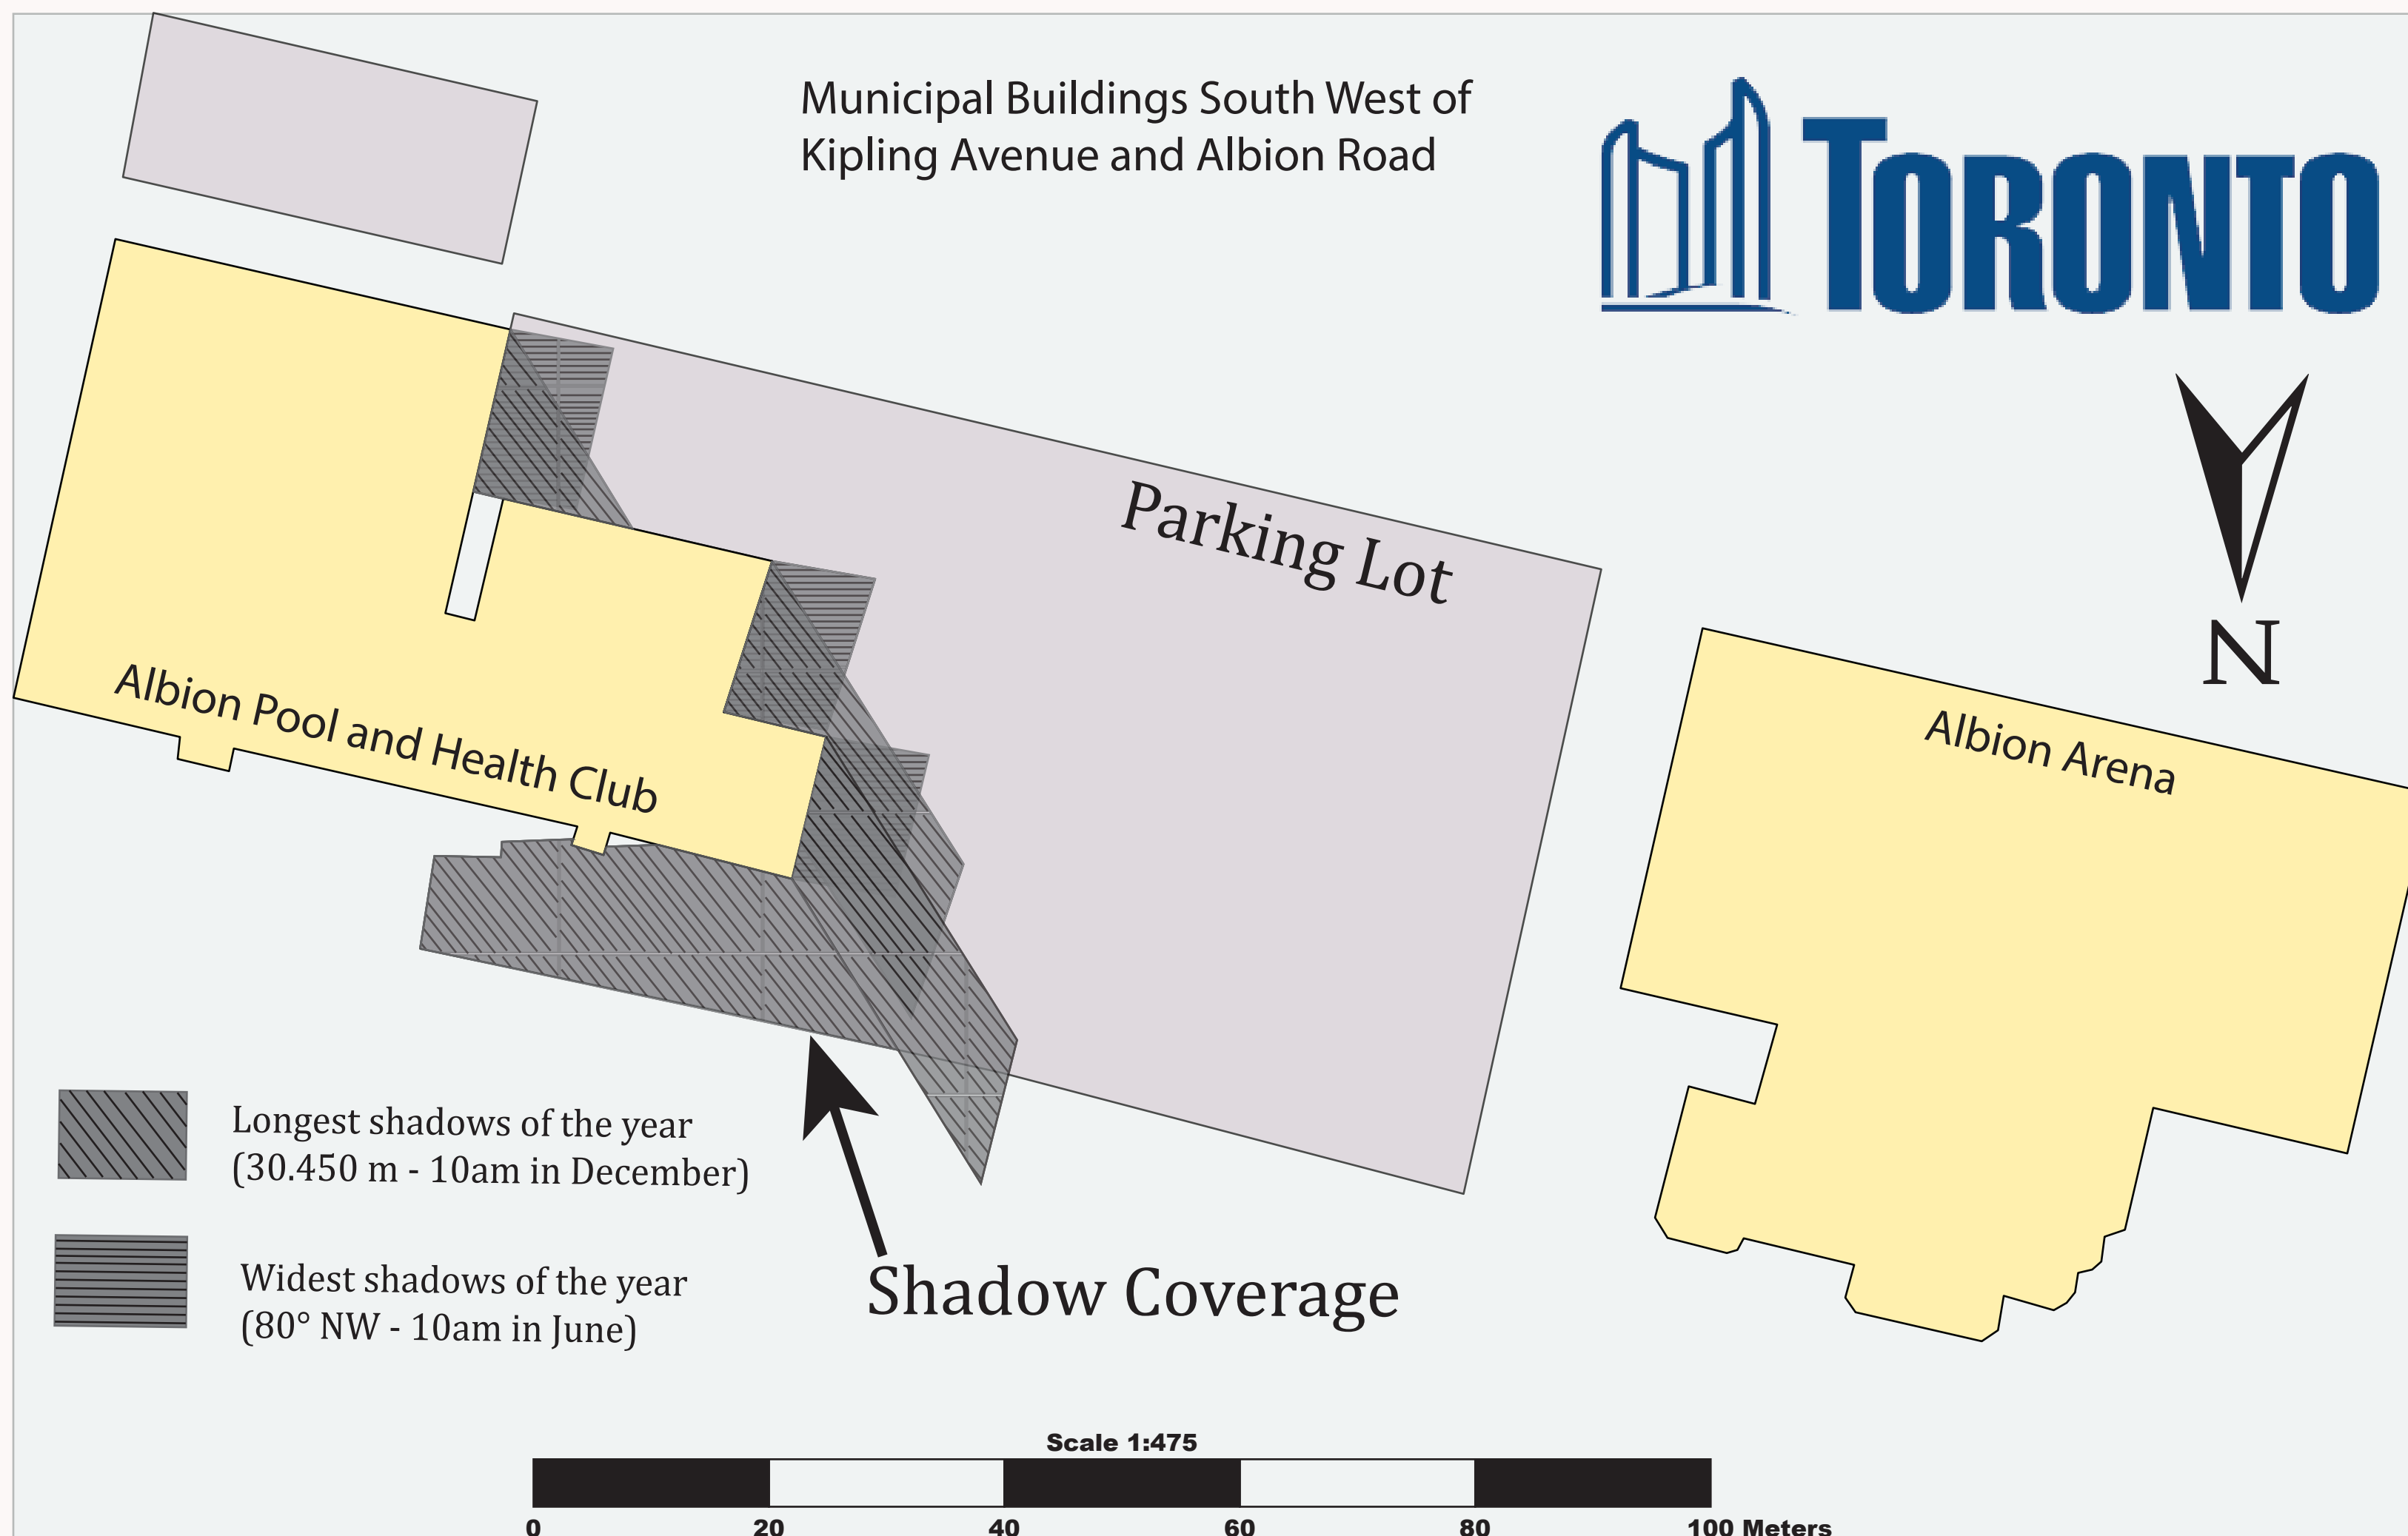 Municipal Buildings South West of
Kipling Avenue and Albion Road
TORONTO
Parking Lot
N
Albion Pool and Health Club
Albion Arena
Longest shadows of the year
(30.450 m - 10am in December)
Widest shadows of the year
(80° NW - 10am in June)
Shadow Coverage
Scale 1:475
0 20 40 60 80 100 Meters